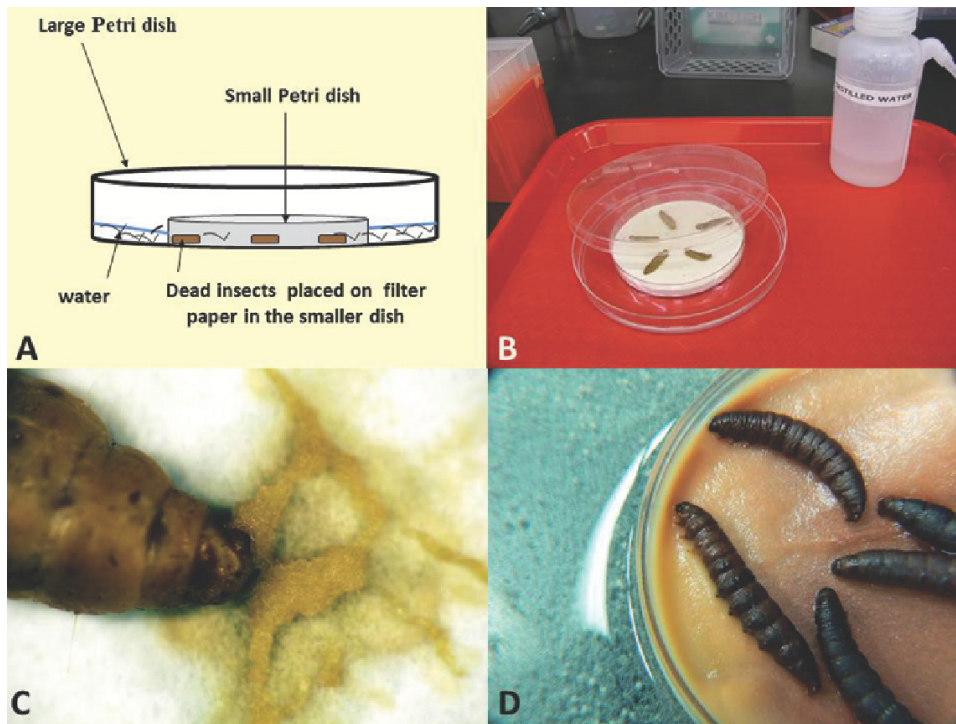 Large Petri dish
Small Petri dish
water
Dead insects placed on filter
paper in the smaller dish
A
DISTILLED WATER
B
C
D